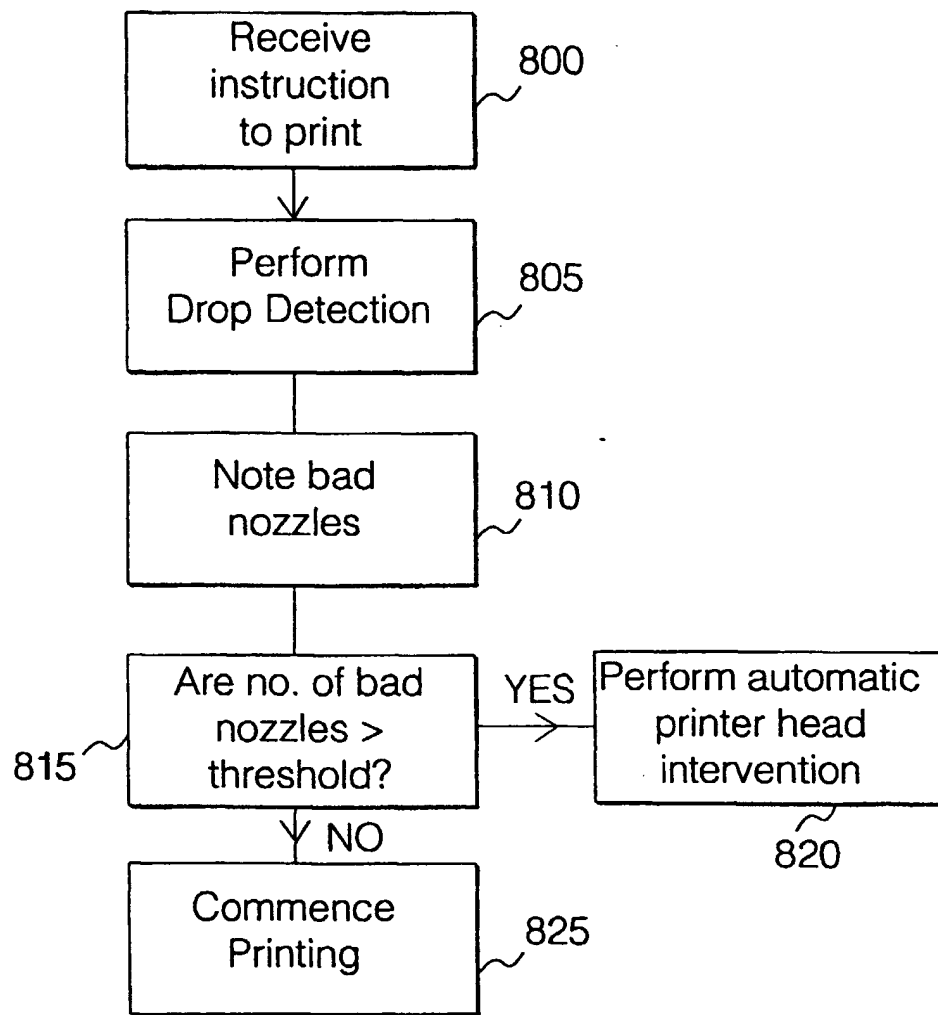 Receive
instruction
to print
800
Perform
Drop Detection
805
Note bad
nozzles
810
Are no. of bad
nozzles >
threshold?
815
YES
Perform automatic
printer head
intervention
820
NO
Commence
Printing
825